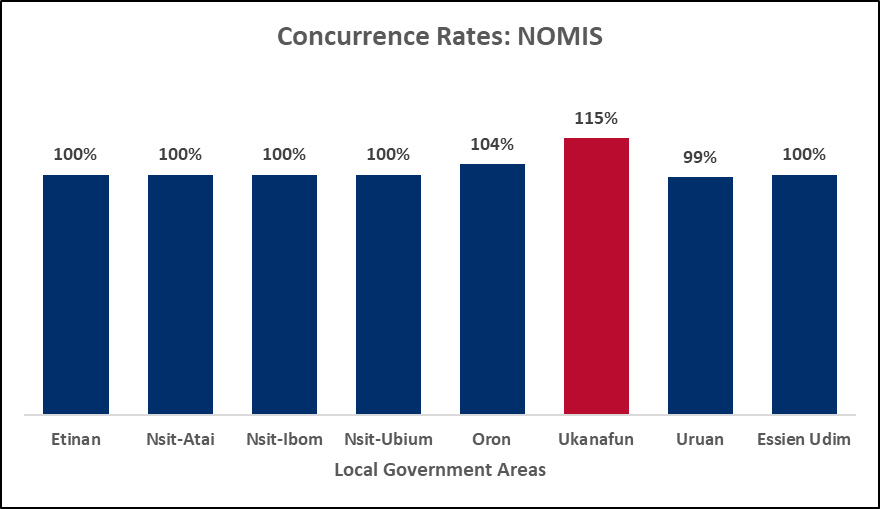 Concurrence Rates: NOMIS
115%
104%
100% 100% 100% 100% 99% 100%
Etinan Nsit-Atai Nsit-Ibom Nsit-Ubium Oron Ukanafun Uruan Essien Udim
Local Government Areas